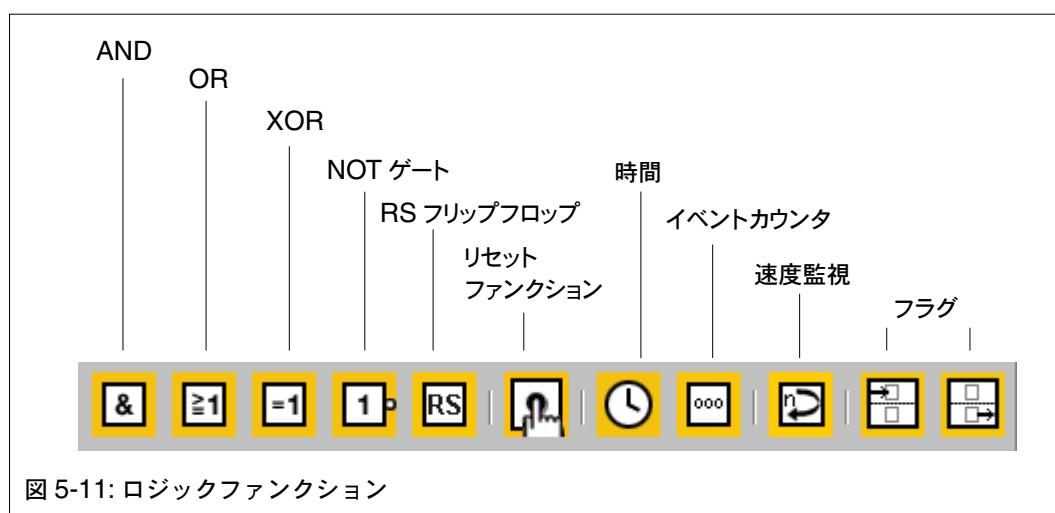 AND
OR
XOR
NOT ゲート
時間
RS フリップフロップ
イベントカウンタ
リセット
ファンクション
速度監視
フラグ
&
≧1
=1
1
RS
ooo
n
図 5-11: ロジックファンクション